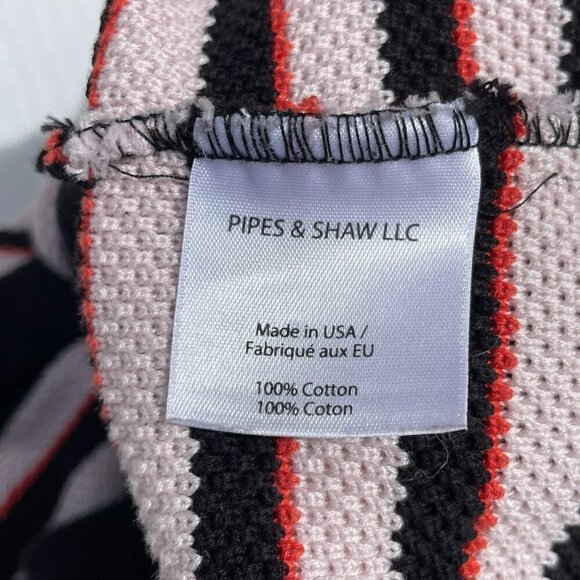 PIPES & SHAW LLC
Made in USA /
Fabriqué aux EU
100% Cotton
100% Coton